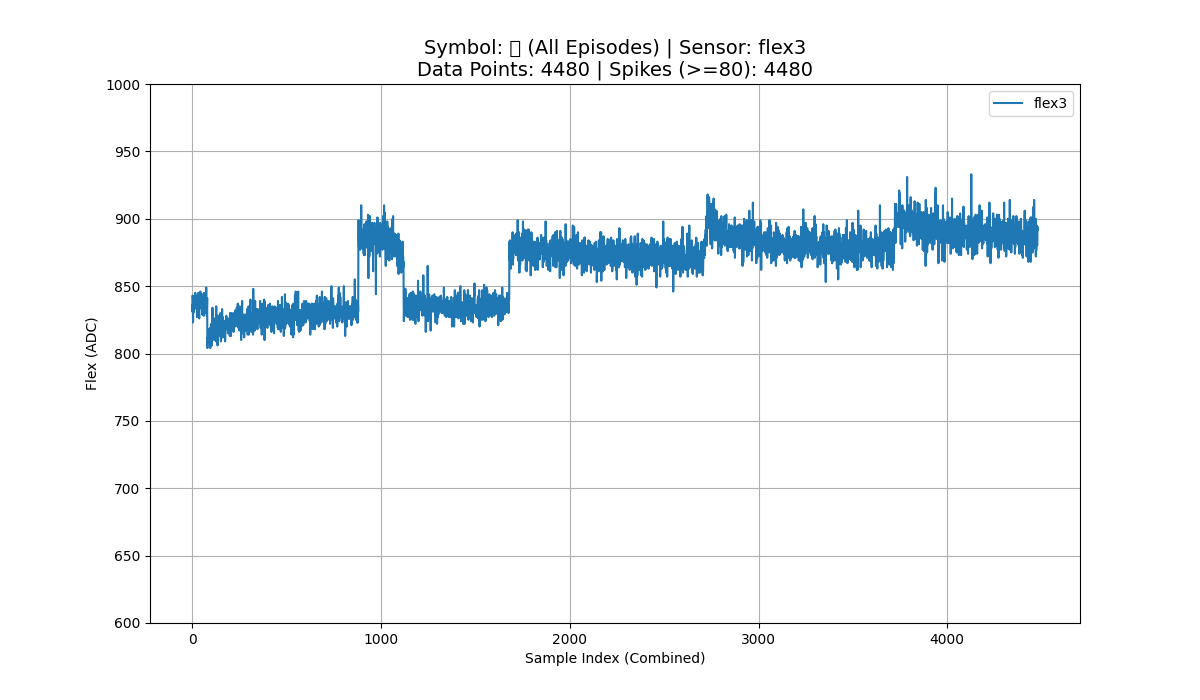 Symbol: (All Episodes) | Sensor: flex3
Data Points: 4480 | Spikes (>=80): 4480
1000
950
900
850
800
750
700
650
600
Flex (ADC)
flex3
0 1000 2000 3000 4000
Sample Index (Combined)